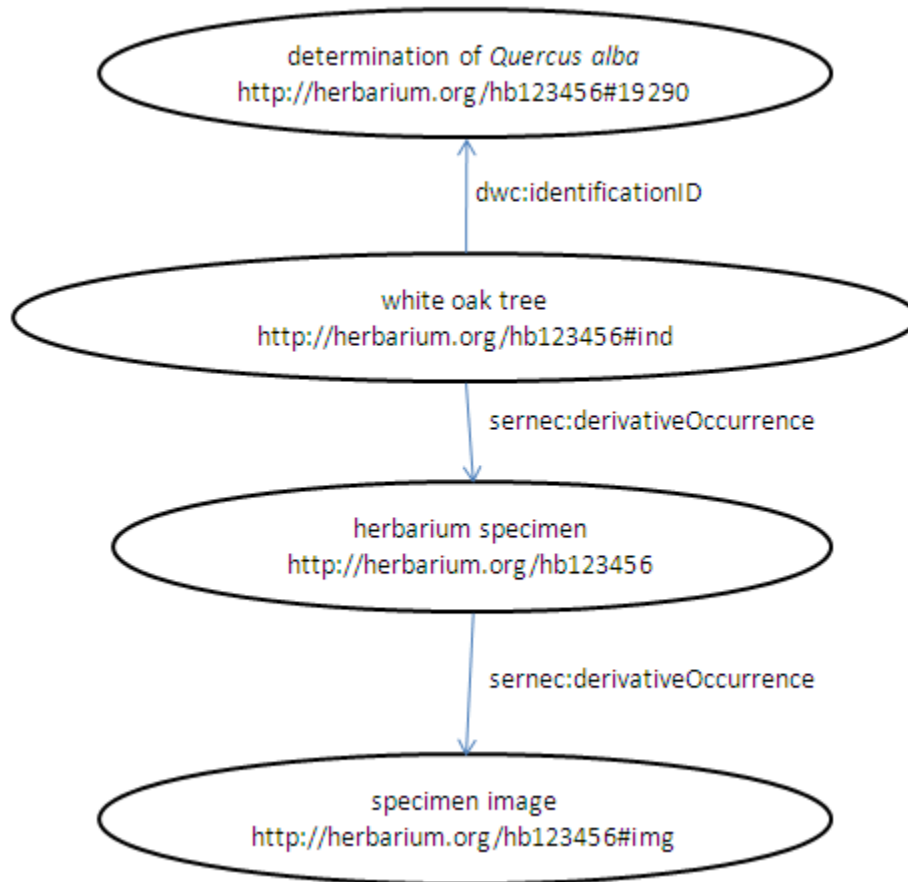 determination of Quercus alba
http://herbarium.org/hb123456#19290
dwc:identificationID
white oak tree
http://herbarium.org/hb123456#ind
sernec:derivativeOccurrence
herbarium specimen
http://herbarium.org/hb123456
sernec:derivativeOccurrence
specimen image
http://herbarium.org/hb123456#img